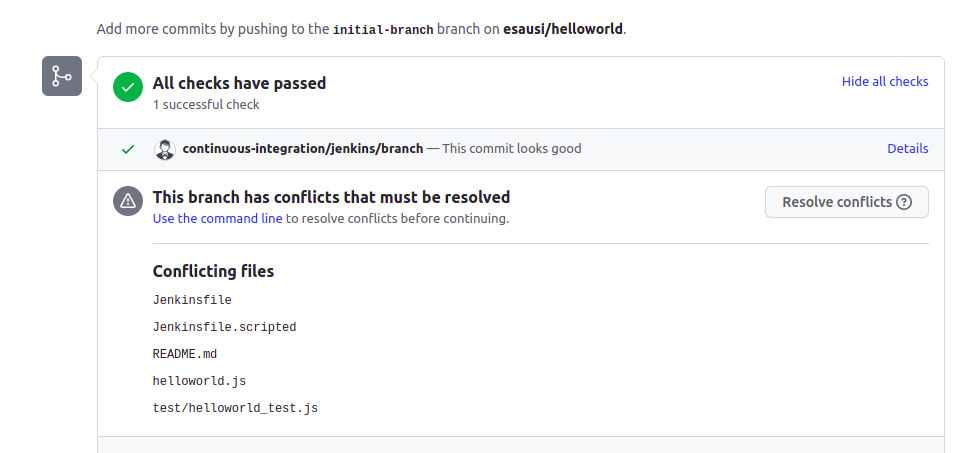 Add more commits by pushing to the initial-branch branch on esausi/helloworld.
All checks have passed
Hide all checks
1 successful check
continuous-integration/jenkins/branch — This commit looks good
Details
This branch has conflicts that must be resolved
Resolve conflicts ?
Use the command line to resolve conflicts before continuing.
Conflicting files
Jenkinsfile
Jenkinsfile.scripted
README.md
helloworld.js
test/helloworld_test.js